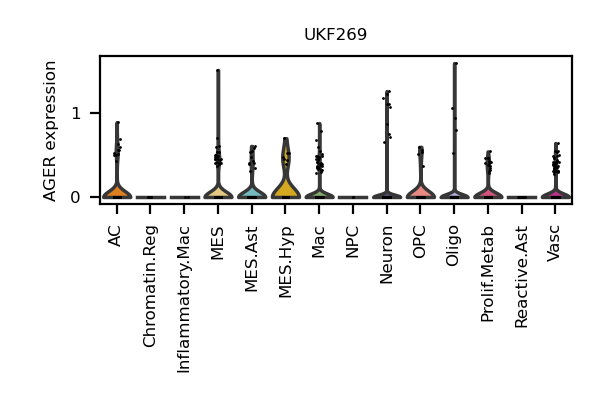 UKF269
AGER expression
1
0
AC
Chromatin.Reg
Inflammatory.Mac
MES
MES.Ast
MES.Hyp
Mac
NPC
Neuron
OPC
Oligo
Prolif.Metab
Reactive.Ast
Vasc